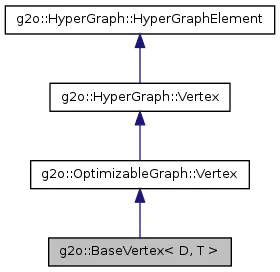 g2o::HyperGraph::HyperGraphElement
g2o::HyperGraph::Vertex
g2o::OptimizableGraph::Vertex
g2o::BaseVertex< D, T >